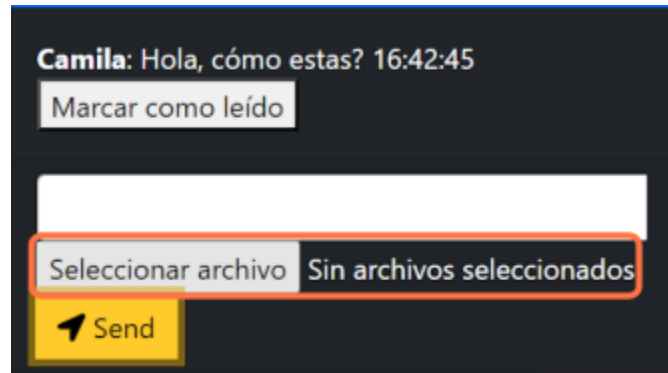 Camila: Hola, cómo estas? 16:42:45
Marcar como leído
Seleccionar archivo Sin archivos seleccionados
Send